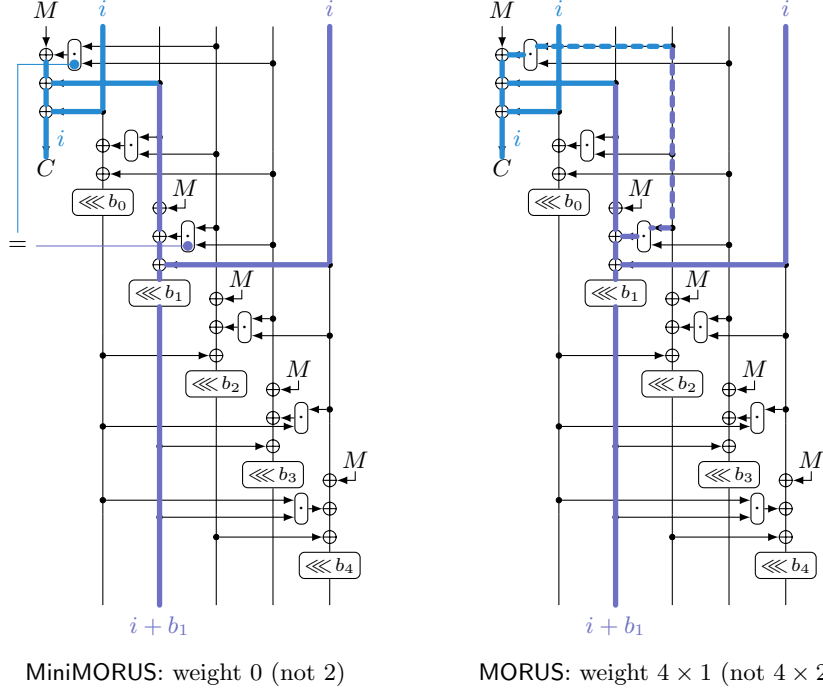 M i i M i i
=
i i
C C
M M
⋘ b₀ ⋘ b₀
M M
⋘ b₁ ⋘ b₁
M M
⋘ b₂ ⋘ b₂
M M
⋘ b₃ ⋘ b₃
⋘ b₄ ⋘ b₄
i + b₁ i + b₁
MiniMORUS: weight 0 (not 2) MORUS: weight 4 × 1 (not 4 × 2